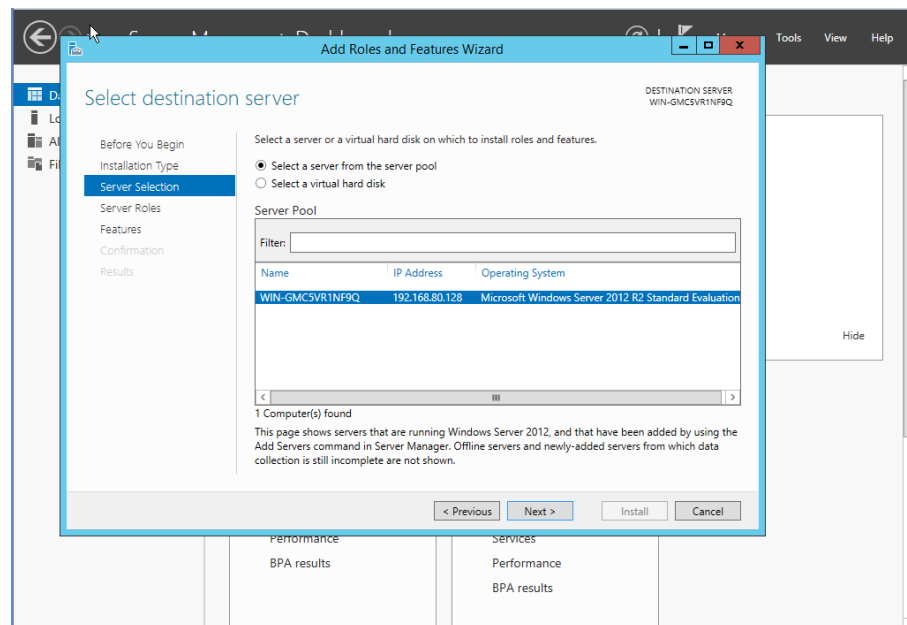 Tools View Help
Add Roles and Features Wizard
Select destination server
DESTINATION SERVER
WIN-GMC5VR1NF9Q
Before You Begin
Installation Type
Server Selection
Server Roles
Features
Confirmation
Results
Select a server or a virtual hard disk on which to install roles and features.
Select a server from the server pool
Select a virtual hard disk
Server Pool
Filter:
Name IP Address Operating System
WIN-GMC5VR1NF9Q 192.168.80.128 Microsoft Windows Server 2012 R2 Standard Evaluation
1 Computer(s) found
This page shows servers that are running Windows Server 2012, and that have been added by using the
Add Servers command in Server Manager. Offline servers and newly-added servers from which data
collection is still incomplete are not shown.
< Previous Next > Install Cancel
Hide
Performance
BPA results
Services
Performance
BPA results